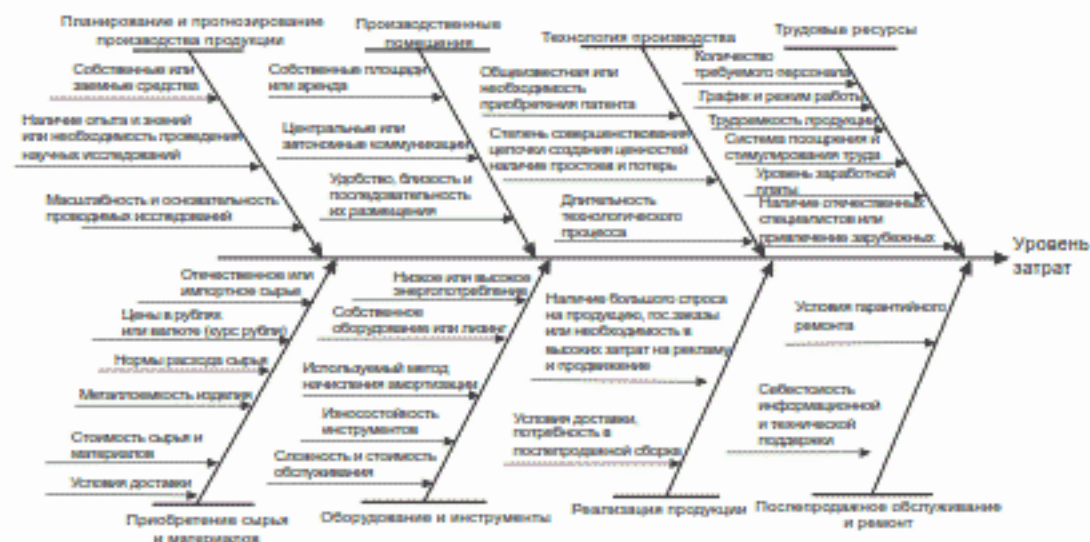 Планирование и прогнозирование
производства продукции
Собственные или
заемные средства
Наличие опыта и знаний
или необходимость проведения
научных исследований
Масштабность и основательность
проводимых исследований
Производственные
помещения
Собственные площади
или аренда
Центральные или
автономные коммуникации
Удобство, близость и
последовательность
их размещения
Технология производства
Общеизвестная или
необходимость
приобретения патента
Степень совершенствования
цепочки создания ценностей
наличие простоев и потерь
Длительность
технологического
процесса
Трудовые ресурсы
Количество
требуемого персонала
График и режим работы
Трудоемкость продукции
Система поощрения и
стимулирования труда
Уровень заработной
платы
Наличие отечественных
специалистов или
привлечение зарубежных
Уровень
затрат
Отечественное или
импортное сырье
Цены в рублях
или валюте (курс рубля)
Нормы расхода сырья
Металлоемкость изделия
Стоимость сырья и
материалов
Условия доставки
Приобретение сырья
и материалов
Низкое или высокое
энергопотребление
Собственное
оборудование или лизинг
Используемый метод
начисления амортизации
Износостойкость
инструментов
Сложность и стоимость
обслуживания
Оборудование и инструменты
Наличие большого спроса
на продукцию, гос.заказы
или необходимость в
высоких затрат на рекламу
и продвижение
Условия доставки,
потребность в
послепродажной сборке
Реализация продукции
Условия гарантийного
ремонта
Себестоимость
информационной
и технической
поддержки
Послепродажное обслуживание
и ремонт